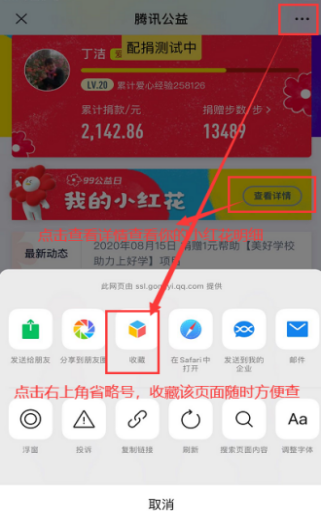 腾讯公益
丁洁
配捐测试中
LV.20 累计爱心经验258126
累计捐款/元
捐赠步数/步 >
2,142.86
13489
99公益日
我的小红花
查看详情
点击查看详情查看你的小红花明细
最新动态
2020年08月15日 捐赠1元帮助【美好学校
助力上好学】项目
此网页由 ssl.gongyi.qq.com 提供
发送给朋友
分享到朋友圈
收藏
在Safari中
打开
发送到我的
企业
邮件
点击右上角省略号，收藏该页面随时方便查
浮窗
投诉
复制链接
刷新
搜索页面内容
Aa
调整字体
取消